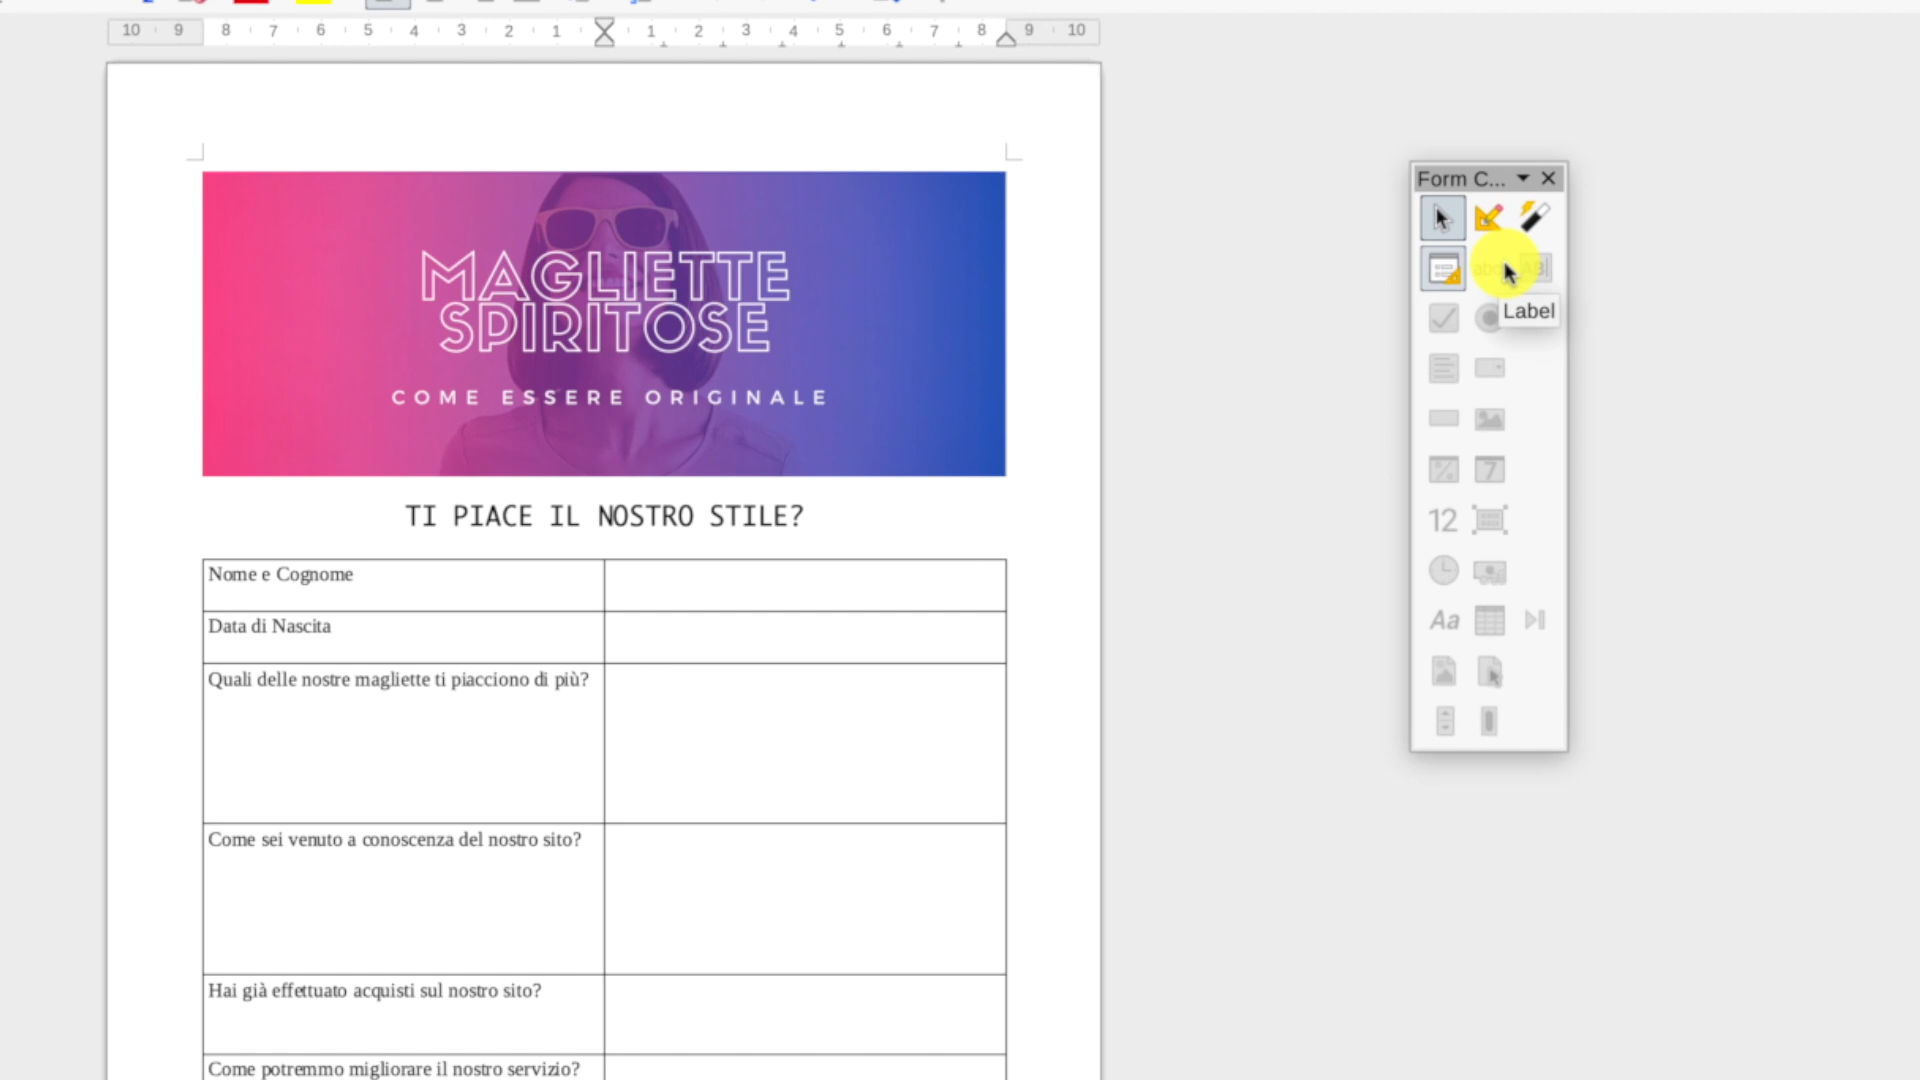 10 9 8 7 6 5 4 3 2 1 1 2 3 4 5 6 7 8 9 10
Form C...
Label
12
Aa
7
MAGLIETTE
SPIRITOSE
COME ESSERE ORIGINALE
TI PIACE IL NOSTRO STILE?
Nome e Cognome
Data di Nascita
Quali delle nostre magliette ti piacciono di più?
Come sei venuto a conoscenza del nostro sito?
Hai già effettuato acquisti sul nostro sito?
Come potremmo migliorare il nostro servizio?